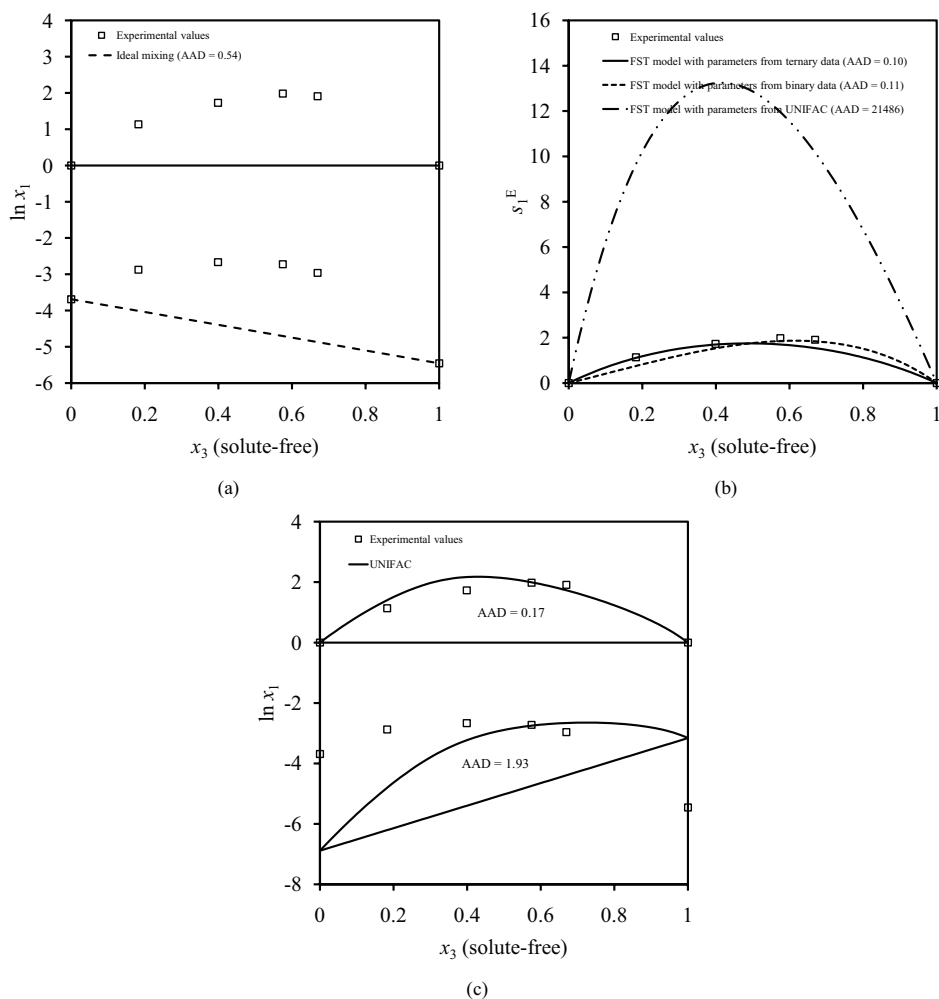 4
3
2
1
0
-1
-2
-3
-4
-5
-6
ln x1
Experimental values
Ideal mixing (AAD = 0.54)
0 0.2 0.4 0.6 0.8 1
x3 (solute-free)
(a)
16
14
12
10
8
6
4
2
0
s1E
Experimental values
FST model with parameters from ternary data (AAD = 0.10)
FST model with parameters from binary data (AAD = 0.11)
FST model with parameters from UNIFAC (AAD = 21486)
0 0.2 0.4 0.6 0.8 1
x3 (solute-free)
(b)
4
2
0
-2
-4
-6
-8
ln x1
Experimental values
UNIFAC
AAD = 0.17
AAD = 1.93
0 0.2 0.4 0.6 0.8 1
x3 (solute-free)
(c)